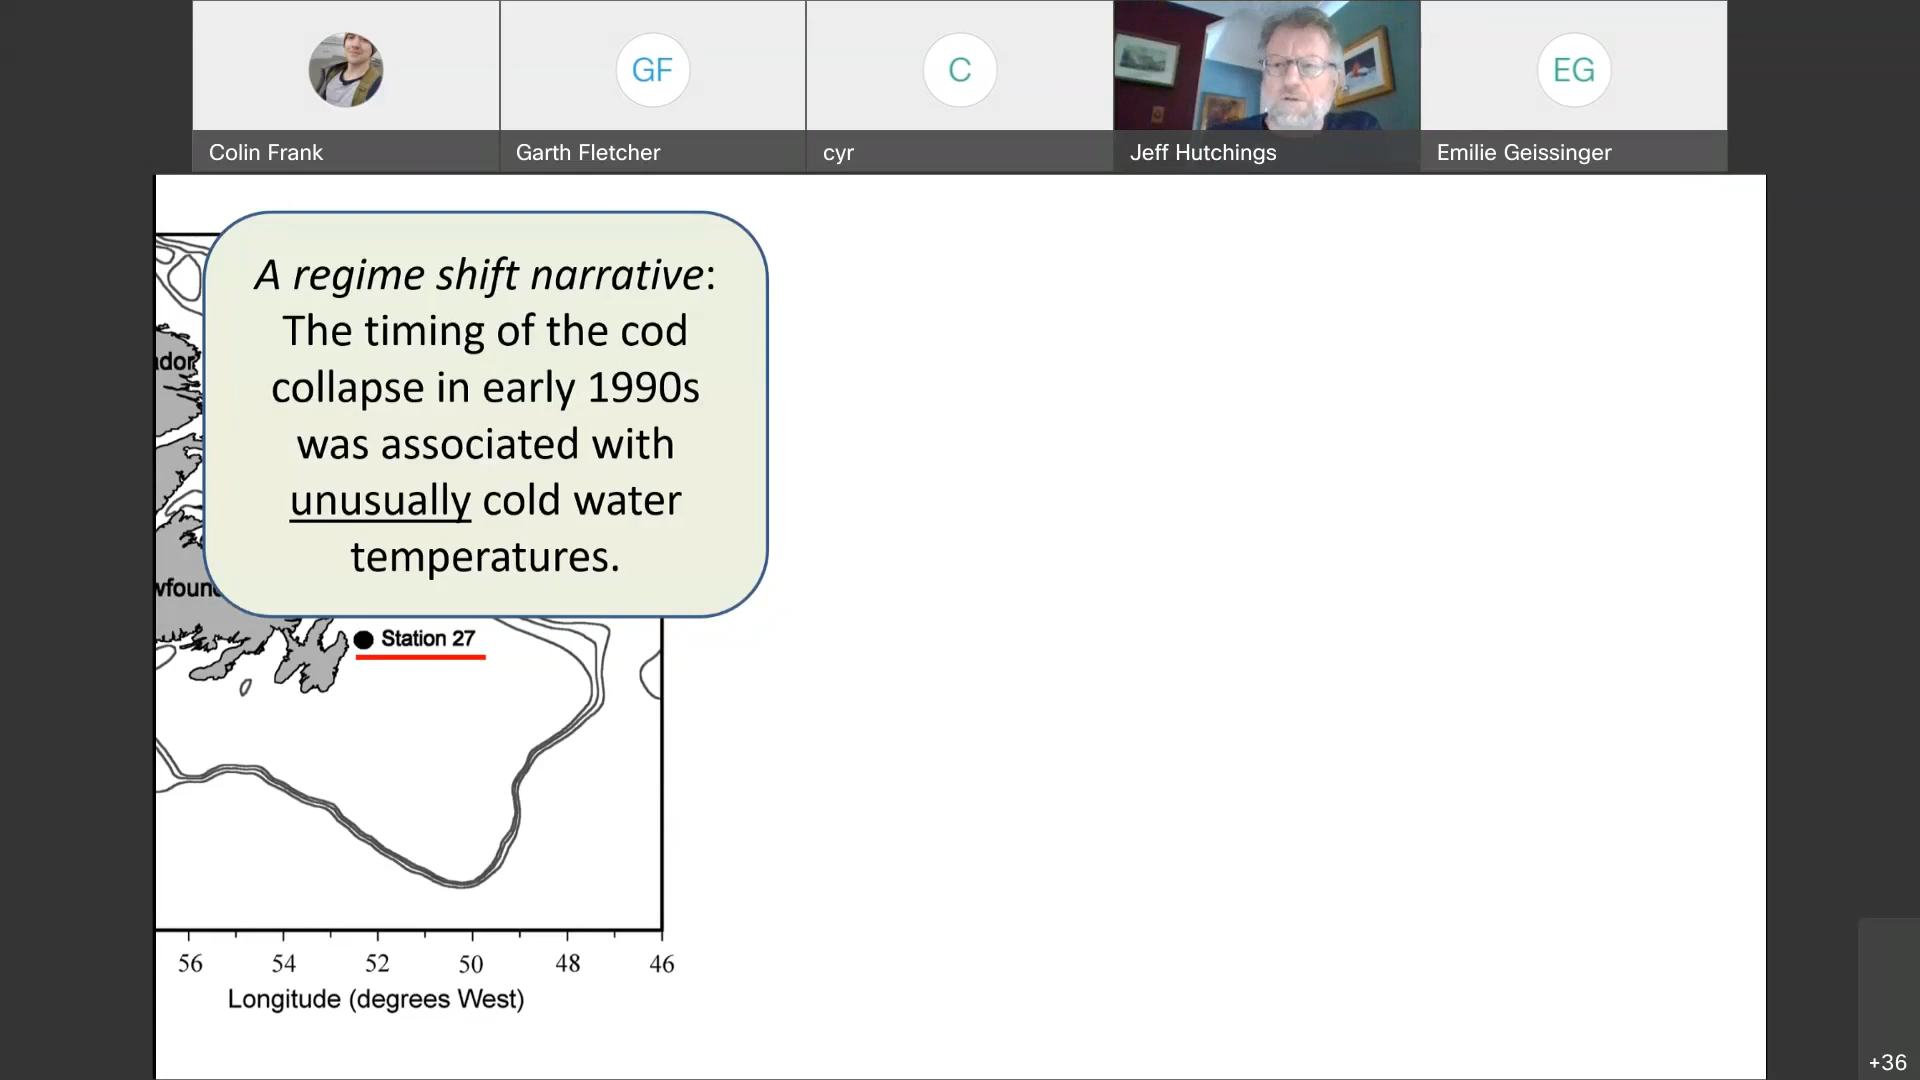 GF
C
EG
Colin Frank
Garth Fletcher
cyr
Jeff Hutchings
Emilie Geissinger
A regime shift narrative:
The timing of the cod
collapse in early 1990s
was associated with
unusually cold water
temperatures.
ador
wfoun
Station 27
56 54 52 50 48 46
Longitude (degrees West)
+36